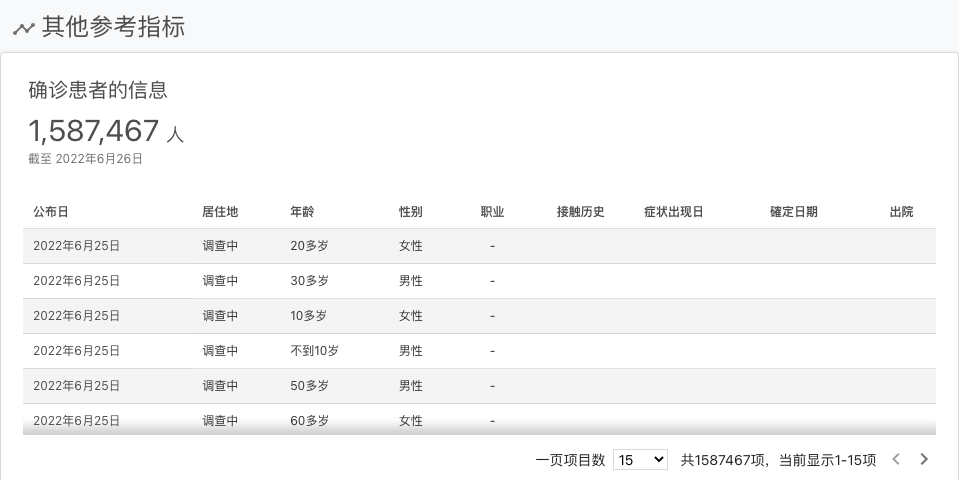 其他参考指标
确诊患者的信息
1,587,467 人
截至 2022年6月26日
公布日 居住地 年龄 性别 职业 接触历史 症状出现日 確定日期 出院
2022年6月25日 调查中 20多岁 女性 -
2022年6月25日 调查中 30多岁 男性 -
2022年6月25日 调查中 10多岁 女性 -
2022年6月25日 调查中 不到10岁 男性 -
2022年6月25日 调查中 50多岁 男性 -
2022年6月25日 调查中 60多岁 女性 -
一页项目数 15 共1587467项，当前显示1-15项